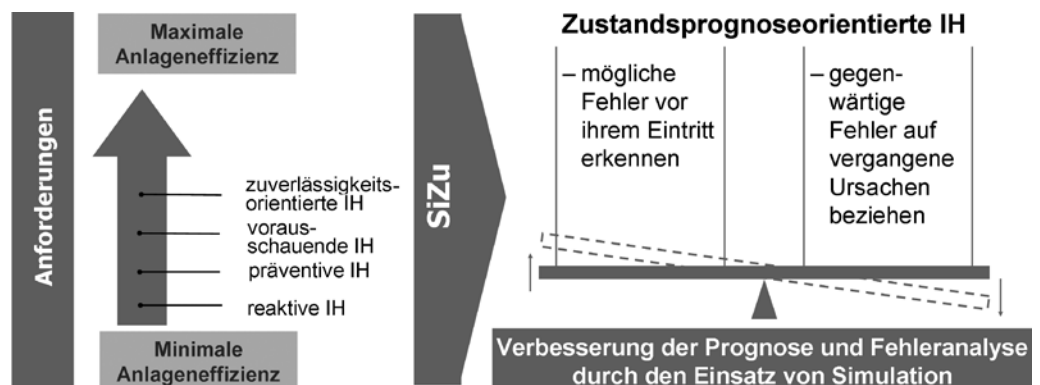 Anforderungen
Maximale
Anlageneffizienz
zuverlässigkeits-
orientierte IH
voraus-
schauende IH
präventive IH
reaktive IH
Minimale
Anlageneffizienz
SiZu
Zustandsprognoseorientierte IH
– mögliche
Fehler vor
ihrem Eintritt
erkennen
– gegen-
wärtige
Fehler auf
vergangene
Ursachen
beziehen
Verbesserung der Prognose und Fehleranalyse
durch den Einsatz von Simulation